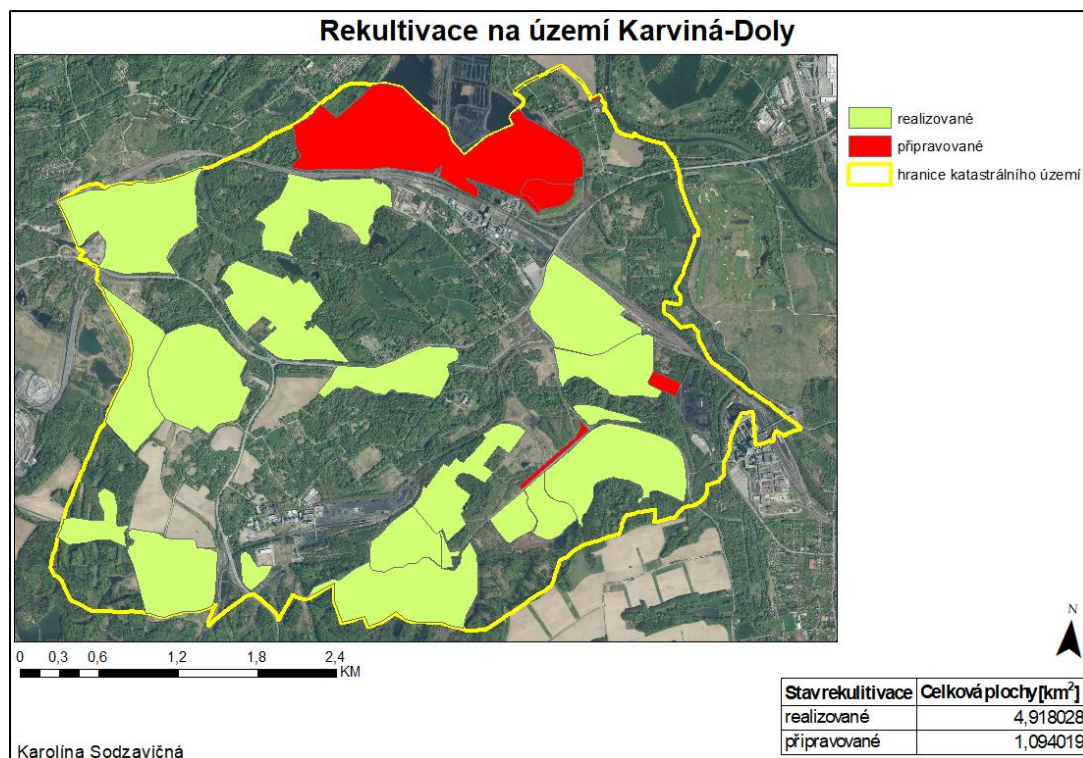 Rekultivace na území Karviná-Doly
realizované
připravované
hranice katastrálního území
0 0,3 0,6 1,2 1,8 2,4
KM
N
Stav rekulitivace Celková plochy [km²]
realizované 4,918028
připravované 1,094019
Karolína Sodzavičná